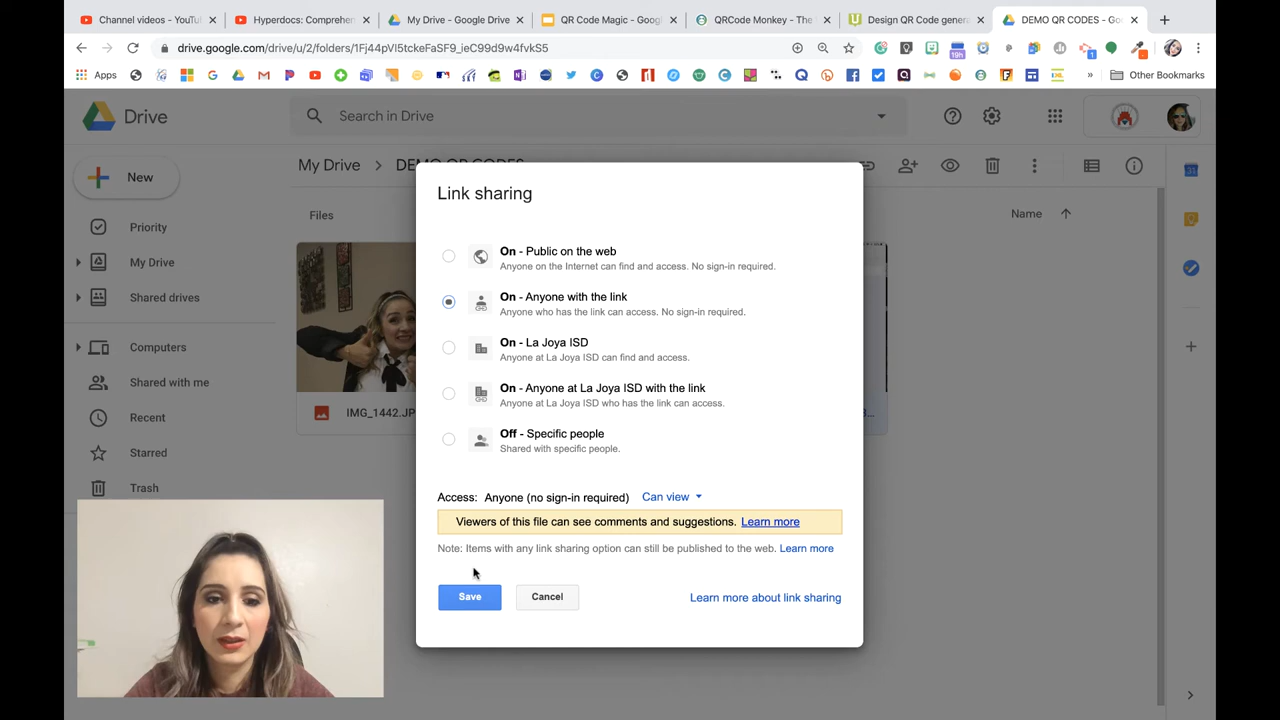 Channel videos - YouTu
Hyperdocs: Comprehen
My Drive - Google Drive
QR Code Magic - Googl
QRCode Monkey - The
Design QR Code genera
DEMO QR CODES - Go
drive.google.com/drive/u/2/folders/1Fj44pVl5tckeFaSF9_ieC99d9w4fvkS5
19h
Apps
Other Bookmarks
Drive
Search in Drive
New
My Drive
DEMO QR CODES
Priority
Files
Name
My Drive
Shared drives
Computers
Shared with me
Recent
Starred
Trash
IMG_1442.JP
Link sharing
On - Public on the web
Anyone on the Internet can find and access. No sign-in required.
On - Anyone with the link
Anyone who has the link can access. No sign-in required.
On - La Joya ISD
Anyone at La Joya ISD can find and access.
On - Anyone at La Joya ISD with the link
Anyone at La Joya ISD who has the link can access.
Off - Specific people
Shared with specific people.
Access: Anyone (no sign-in required) Can view
Viewers of this file can see comments and suggestions. Learn more
Note: Items with any link sharing option can still be published to the web. Learn more
Save
Cancel
Learn more about link sharing